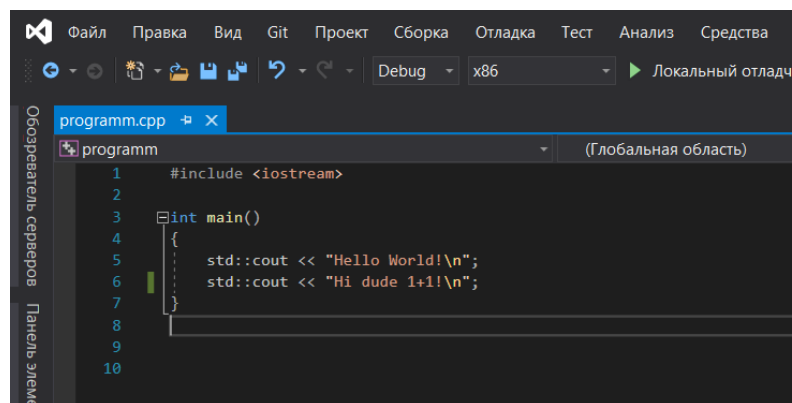 Файл Правка Вид Git Проект Сборка Отладка Тест Анализ Средства
Debug x86 Локальный отладч
Обозреватель серверов
Панель элеме
programm.cpp
programm (Глобальная область)
1 #include <iostream>
2
3 int main()
4 {
5 std::cout << "Hello World!\n";
6 std::cout << "Hi dude 1+1!\n";
7 }
8
9
10